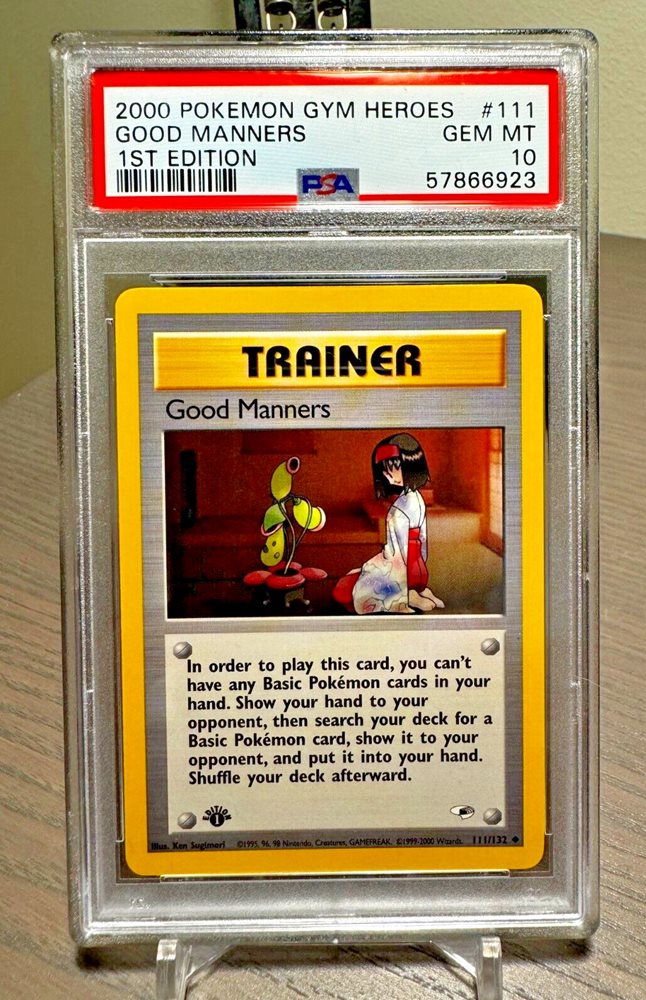 2000 POKEMON GYM HEROES #111
GOOD MANNERS GEM MT
1ST EDITION 10
PSA 57866923
TRAINER
Good Manners
In order to play this card, you can't
have any Basic Pokémon cards in your
hand. Show your hand to your
opponent, then search your deck for a
Basic Pokémon card, show it to your
opponent, and put it into your hand.
Shuffle your deck afterward.
EDITION 1
Illus. Ken Sugimori ©1995, 96, 98 Nintendo, Creatures, GAMEFREAK. ©1999-2000 Wizards. 111/132